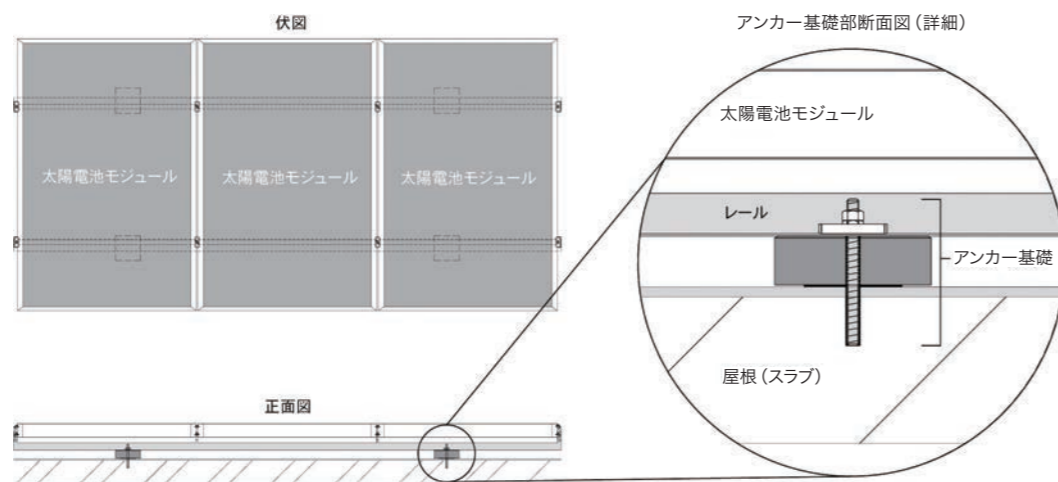 伏図
太陽電池モジュール
太陽電池モジュール
太陽電池モジュール
正面図
アンカー基礎部断面図(詳細)
太陽電池モジュール
レール
アンカー基礎
屋根(スラブ)